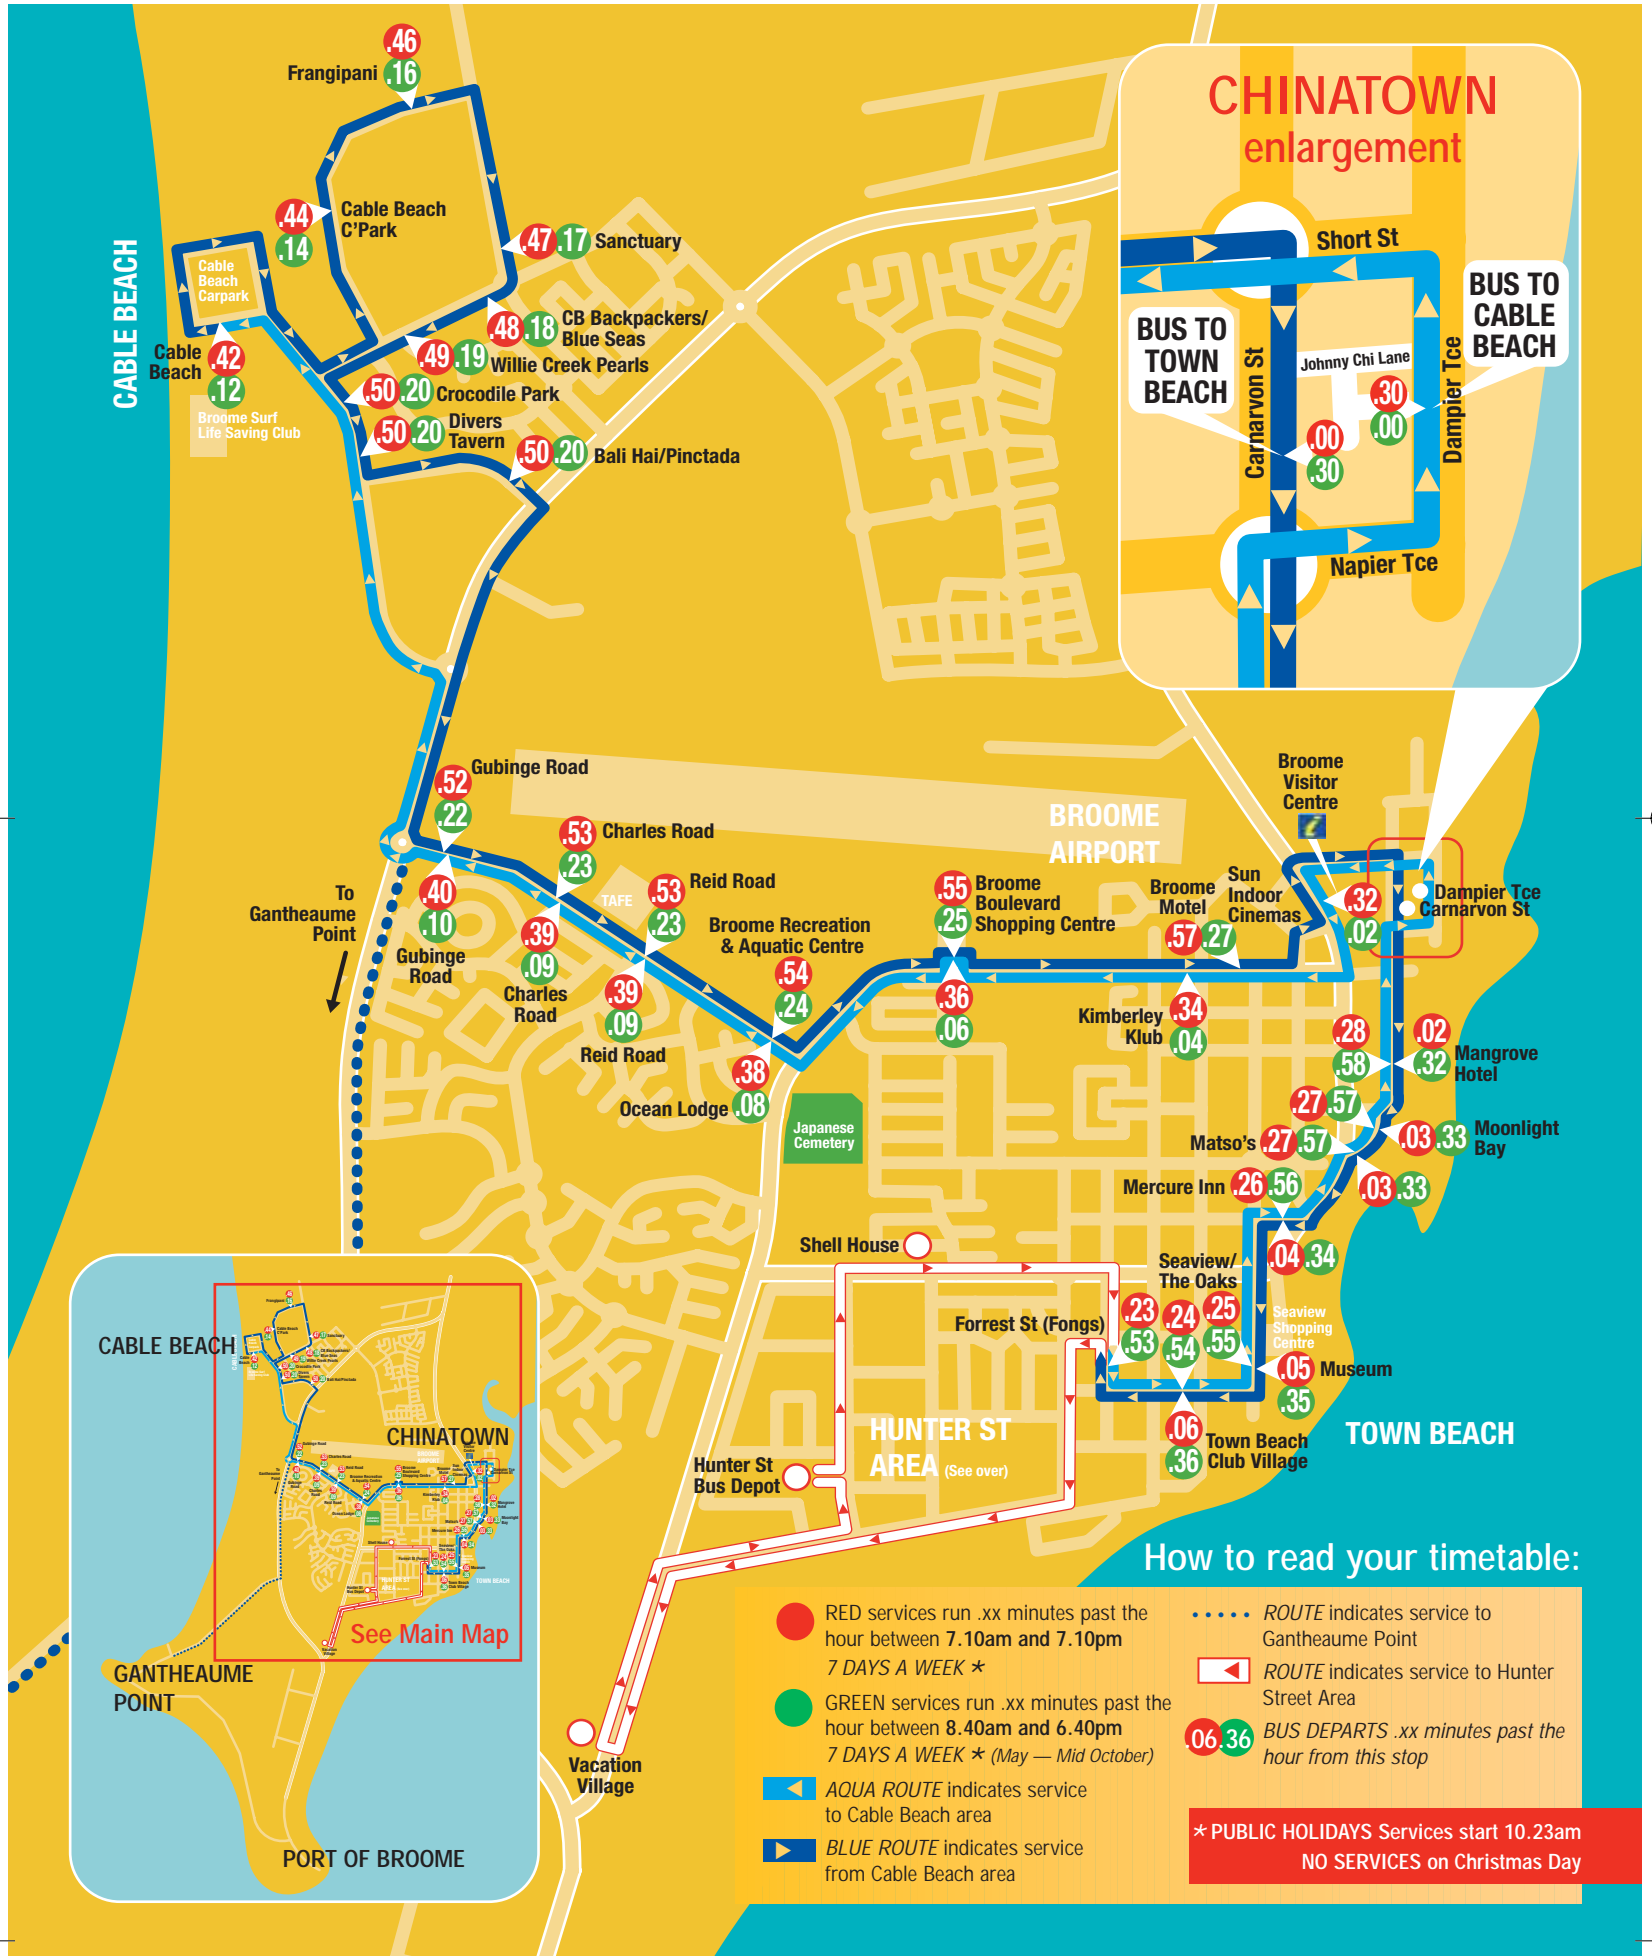 .46
Frangipani .16
CHINATOWN
enlargement
.44
.14
Cable Beach
C'Park
.47 .17 Sanctuary
CABLE BEACH
Cable
Beach
Carpark
Short St
BUS TO
CABLE
BEACH
BUS TO
TOWN
BEACH
Carnarvon St
Johnny Chi Lane
Dampier Tce
.30
.00
.00
.30
Napier Tce
.48 .18 CB Backpackers/
Blue Seas
Cable
Beach
.42
.12
.49 .19 Willie Creek Pearls
.50 .20 Crocodile Park
Broome Surf
Life Saving Club
.50 .20 Divers
Tavern
.50 .20 Bali Hai/Pinctada
.52 Gubinge Road
.22
Broome
Visitor
Centre
i
BROOME
AIRPORT
.53 Charles Road
.23
TAFE
.53 Reid Road
.23
.55 Broome
Boulevard
.25 Shopping Centre
Broome
Motel
.57 .27
Sun
Indoor
Cinemas
.32
.02
Dampier Tce
Carnarvon St
To
Gantheaume
Point
.40
.10
Gubinge
Road
.39
.09
Charles
Road
Broome Recreation
& Aquatic Centre
.54
.24
.39
.09
Reid Road
.36
.06
Kimberley
Klub
.34
.04
.28
.58
.02
.32 Mangrove
Hotel
.38
Ocean Lodge .08
Japanese
Cemetery
.27 .57
Matso's .27 .57
.03 .33 Moonlight
Bay
Mercure Inn .26 .56
.03 .33
Shell House
.04 .34
Seaview/
The Oaks
.23
.53
.24
.54
.25
.55
Forrest St (Fongs)
Seaview
Shopping
Centre
.05 Museum
.35
TOWN BEACH
HUNTER ST
AREA (See over)
.06
.36
Town Beach
Club Village
Hunter St
Bus Depot
Vacation
Village
CABLE BEACH
CHINATOWN
TOWN BEACH
See Main Map
GANTHEAUME
POINT
PORT OF BROOME
How to read your timetable:
RED services run .xx minutes past the
hour between 7.10am and 7.10pm
7 DAYS A WEEK *
GREEN services run .xx minutes past the
hour between 8.40am and 6.40pm
7 DAYS A WEEK * (May — Mid October)
AQUA ROUTE indicates service
to Cable Beach area
BLUE ROUTE indicates service
from Cable Beach area
ROUTE indicates service to
Gantheaume Point
ROUTE indicates service to Hunter
Street Area
.06 .36 BUS DEPARTS .xx minutes past the
hour from this stop
* PUBLIC HOLIDAYS Services start 10.23am
NO SERVICES on Christmas Day